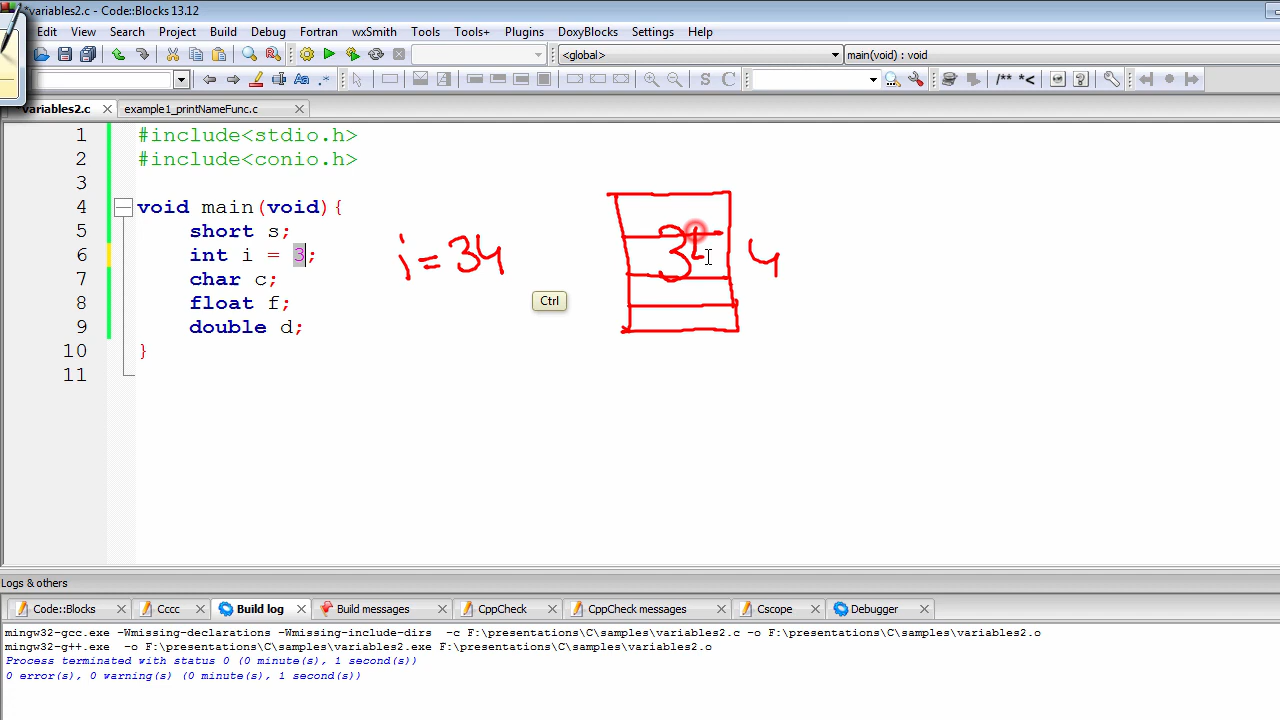 *variables2.c - Code::Blocks 13.12
Edit View Search Project Build Debug Fortran wxSmith Tools Tools+ Plugins DoxyBlocks Settings Help
<global> main(void) : void
variables2.c example1_printNameFunc.c
1 #include<stdio.h>
2 #include<conio.h>
3
4 void main(void){
5 short s;
6 int i = 3;
7 char c;
8 float f;
9 double d;
10 }
11
i = 34
34
4
Ctrl
Logs & others
Code::Blocks Cccc Build log Build messages CppCheck CppCheck messages Cscope Debugger
mingw32-gcc.exe -Wmissing-declarations -Wmissing-include-dirs -c F:\presentations\C\samples\variables2.c -o F:\presentations\C\samples\variables2.o
mingw32-g++.exe -o F:\presentations\C\samples\variables2.exe F:\presentations\C\samples\variables2.o
Process terminated with status 0 (0 minute(s), 1 second(s))
0 error(s), 0 warning(s) (0 minute(s), 1 second(s))